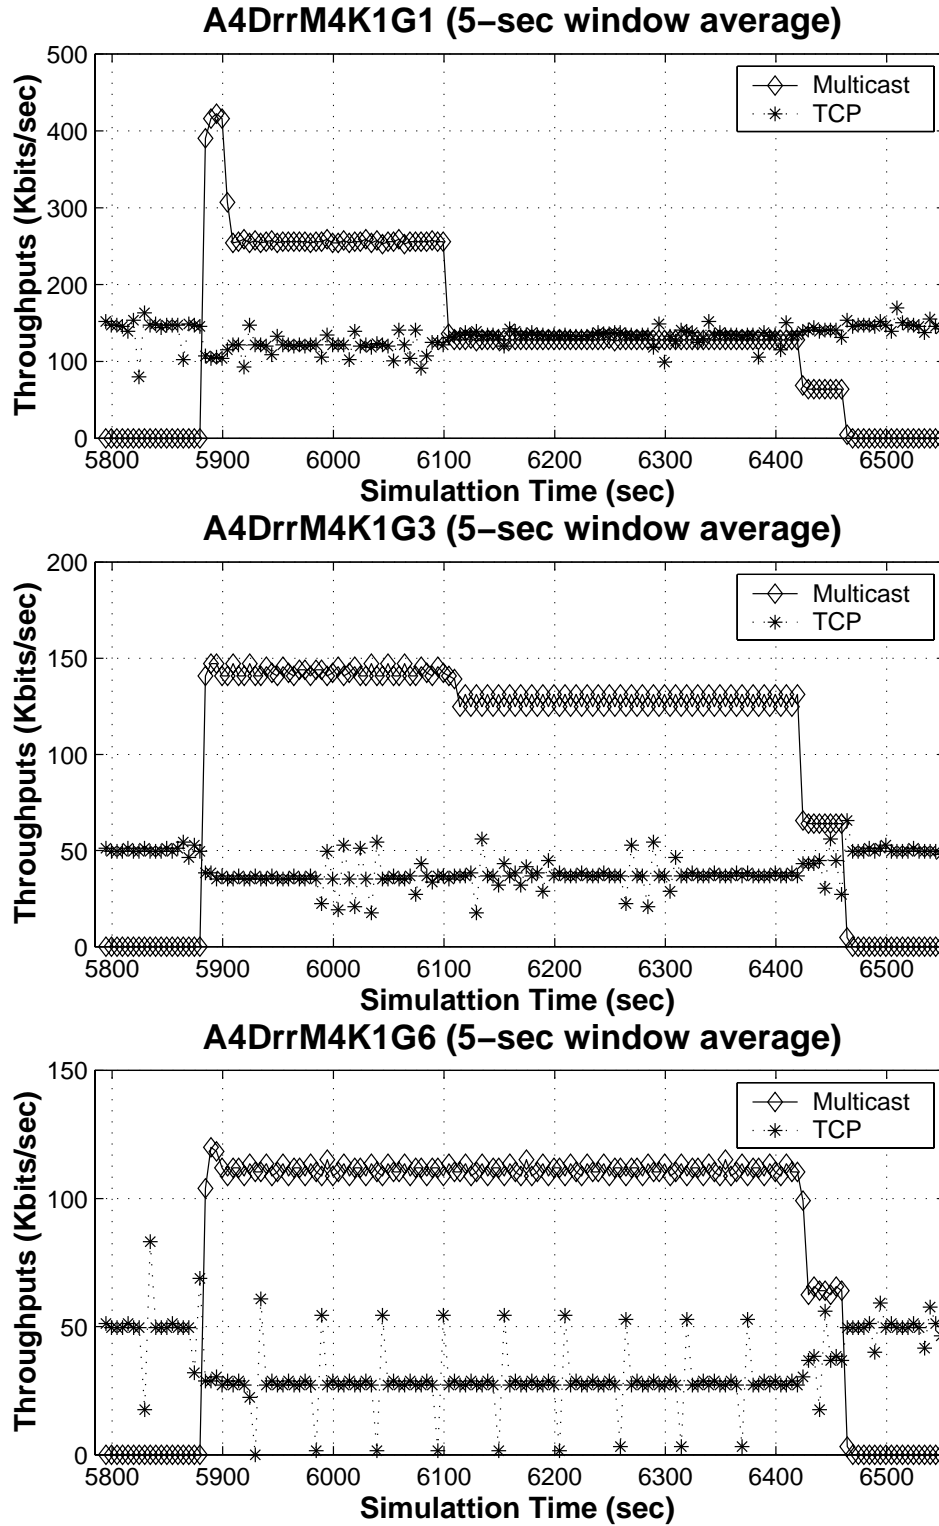 A4DrrM4K1G1 (5−sec window average)
500
400
300
200
100
0
Throughputs (Kbits/sec)
Multicast
TCP
5800 5900 6000 6100 6200 6300 6400 6500
Simulattion Time (sec)
A4DrrM4K1G3 (5−sec window average)
200
150
100
50
0
Throughputs (Kbits/sec)
Multicast
TCP
5800 5900 6000 6100 6200 6300 6400 6500
Simulattion Time (sec)
A4DrrM4K1G6 (5−sec window average)
150
100
50
0
Throughputs (Kbits/sec)
Multicast
TCP
5800 5900 6000 6100 6200 6300 6400 6500
Simulattion Time (sec)